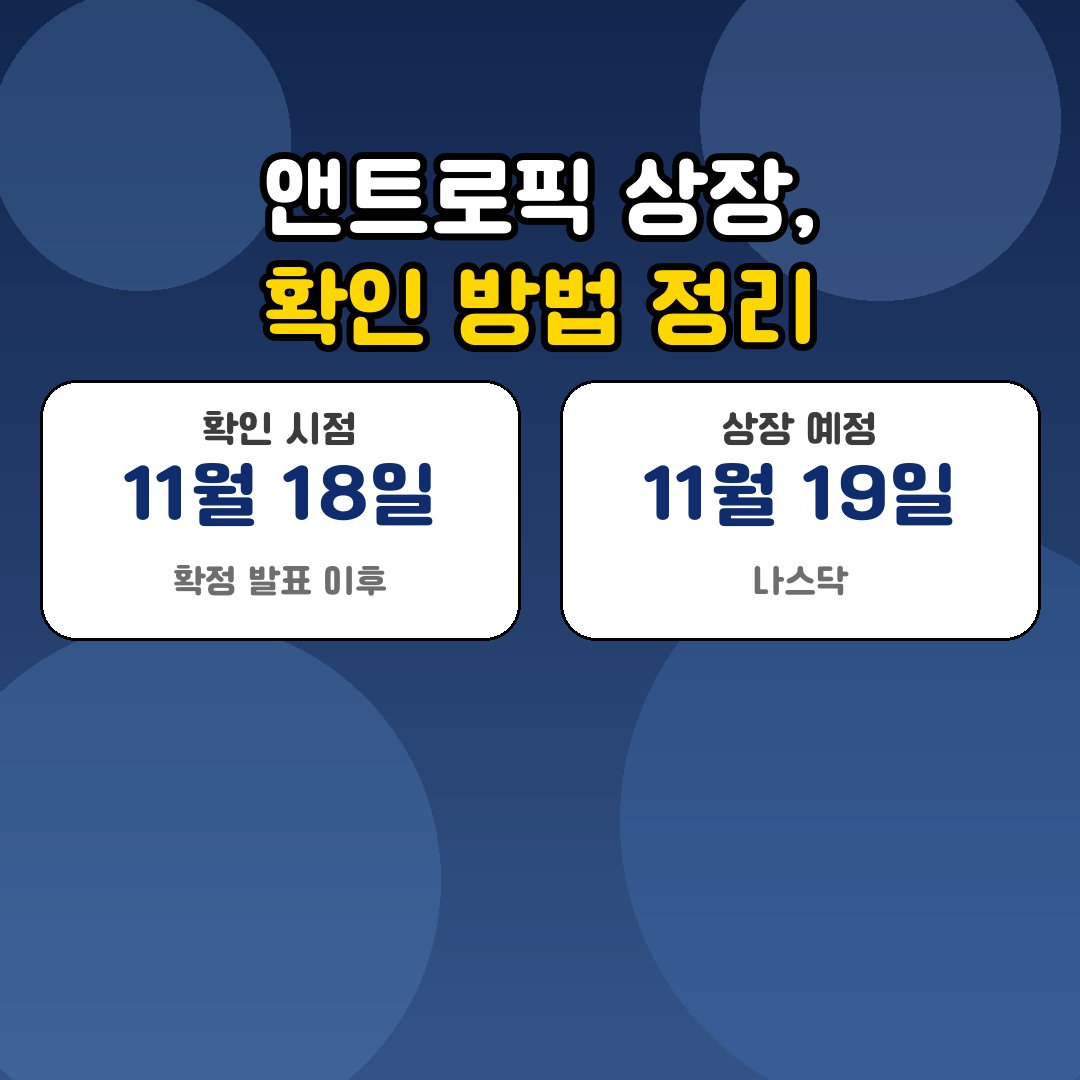 앤트로픽 상장,
확인 방법 정리
확인 시점
11월 18일
확정 발표 이후
상장 예정
11월 19일
나스닥